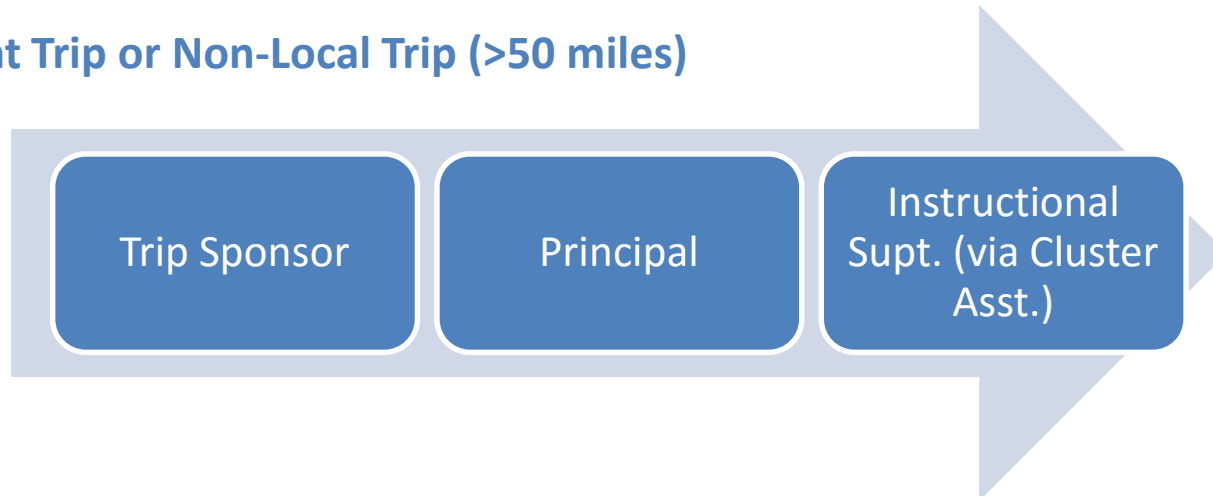 Trip or Non-Local Trip (>50 miles)
Trip Sponsor
Principal
Instructional
Supt. (via Cluster
Asst.)